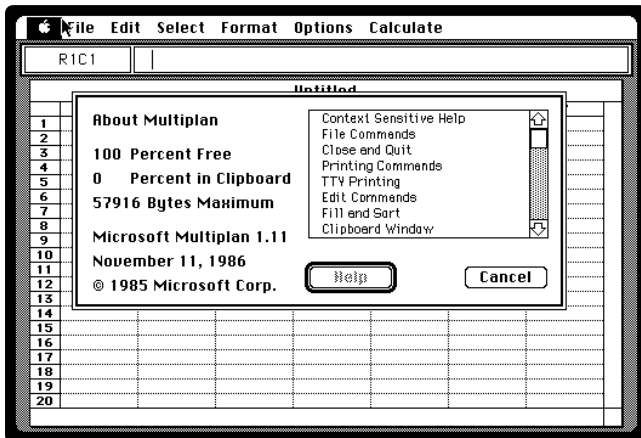 File Edit Select Format Options Calculate
R1C1
Untitled
About Multiplan
100 Percent Free
0 Percent in Clipboard
57916 Bytes Maximum
Microsoft Multiplan 1.11
November 11, 1986
© 1985 Microsoft Corp.
Context Sensitive Help
File Commands
Close and Quit
Printing Commands
TTY Printing
Edit Commands
Fill and Sort
Clipboard Window
Help
Cancel
1
2
3
4
5
6
7
8
9
10
11
12
13
14
15
16
17
18
19
20